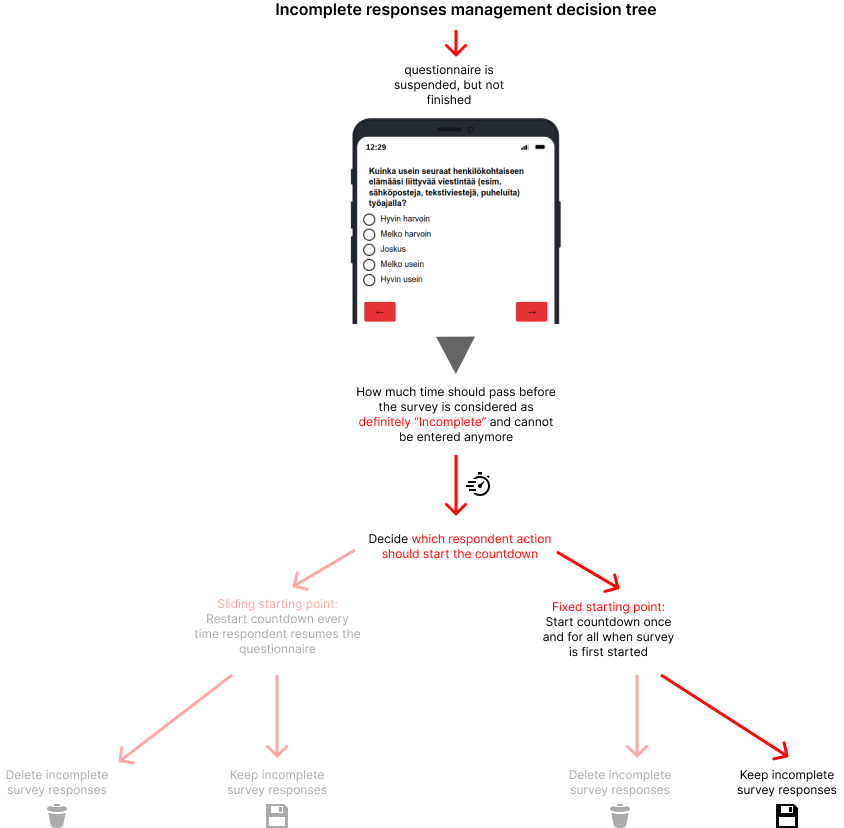 Incomplete responses management decision tree
questionnaire is
suspended, but not
finished
12:29
Kuinka usein seuraat henkilökohtaiseen
elämääsi liittyvää viestintää (esim.
sähköposteja, tekstiviestejä, puheluita)
työajalla?
Hyvin harvoin
Melko harvoin
Joskus
Melko usein
Hyvin usein
← →
How much time should pass before
the survey is considered as
definitely “Incomplete” and cannot
be entered anymore
Decide which respondent action
should start the countdown
Sliding starting point:
Restart countdown every
time respondent resumes the
questionnaire
Fixed starting point:
Start countdown once
and for all when survey
is first started
Delete incomplete
survey responses
Keep incomplete
survey responses
Delete incomplete
survey responses
Keep incomplete
survey responses